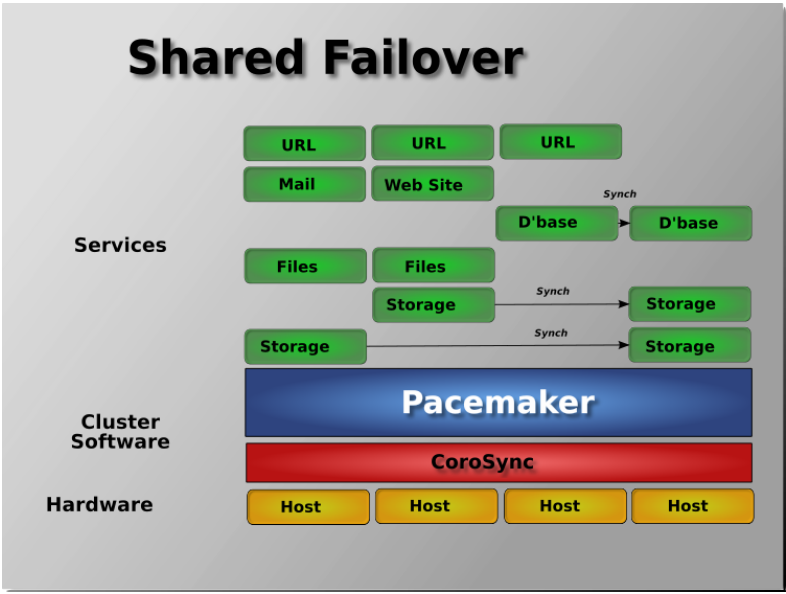 Shared Failover
URL URL URL
Mail Web Site
Synch
D'base D'base
Services
Files Files
Synch
Storage Storage
Synch
Storage Storage
Pacemaker
Cluster
Software
CoroSync
Hardware
Host Host Host Host